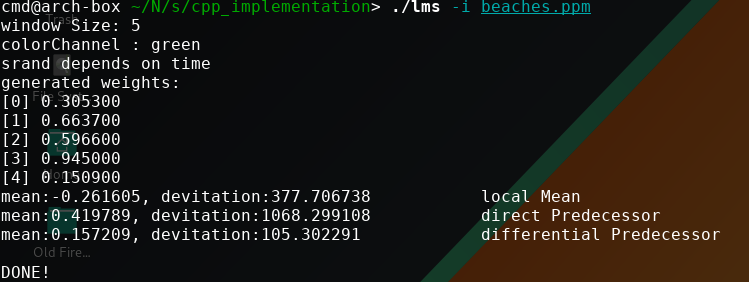 cmd@arch-box ~/N/s/cpp_implementation> ./lms -i beaches.ppm
window Size: 5
colorChannel : green
srand depends on time
generated weights:
[0] 0.305300
[1] 0.663700
[2] 0.596600
[3] 0.945000
[4] 0.150900
mean:-0.261605, devitation:377.706738 local Mean
mean:0.419789, devitation:1068.299108 direct Predecessor
mean:0.157209, devitation:105.302291 differential Predecessor
Old Fire...
DONE!